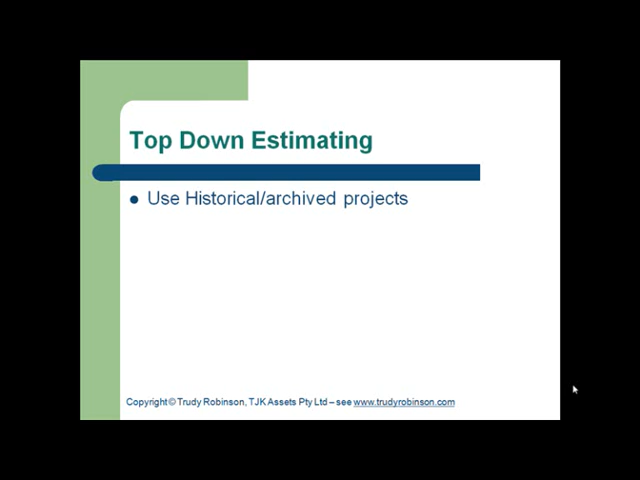 Top Down Estimating
● Use Historical/archived projects
Copyright © Trudy Robinson, TJK Assets Pty Ltd – see www.trudyrobinson.com